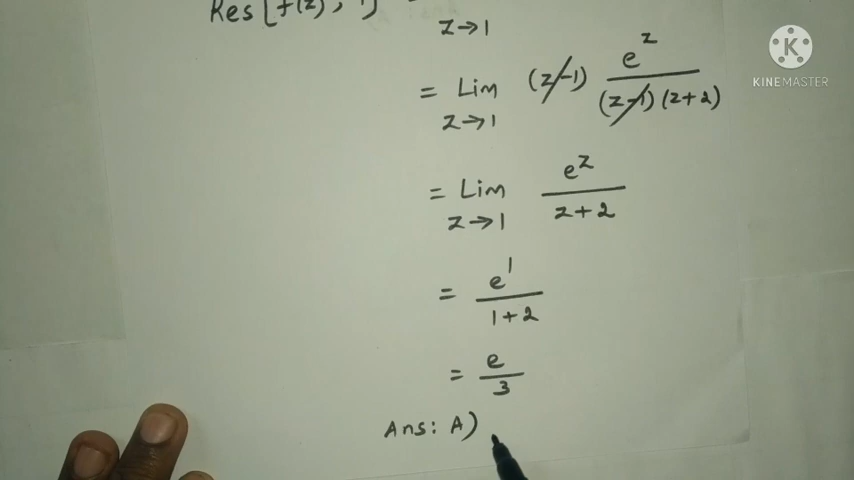 Res [f(z), 1] =
z→1
= Lim (z-1) e^z / (z-1)(z+2)
z→1
= Lim e^z / z+2
z→1
= e^1 / 1+2
= e/3
Ans: A)
K
KINEMASTER